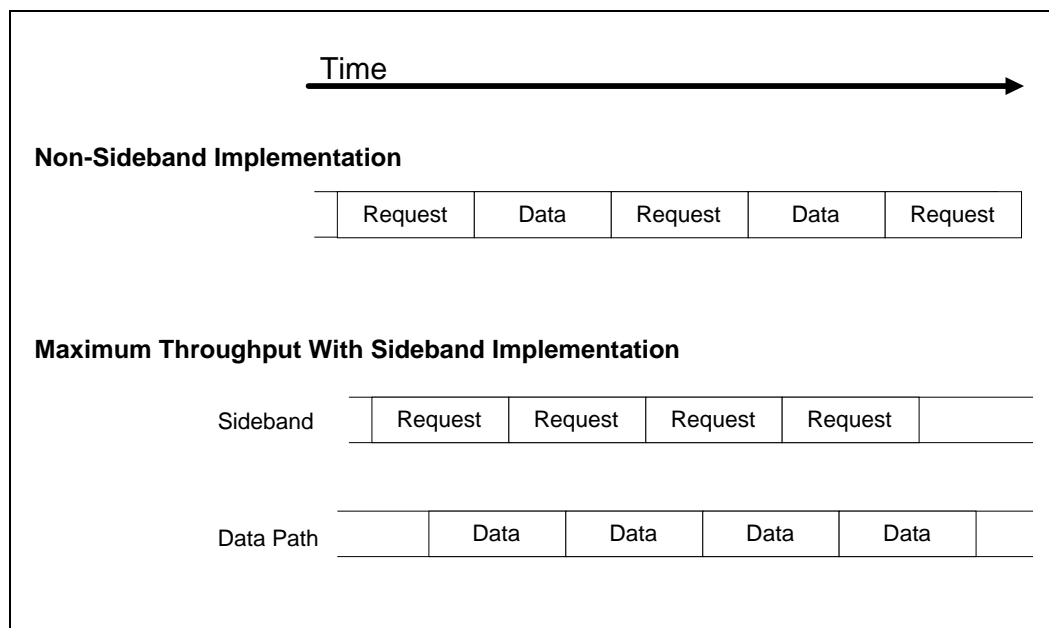 Time
Non-Sideband Implementation
Request Data Request Data Request
Maximum Throughput With Sideband Implementation
Sideband Request Request Request Request
Data Path Data Data Data Data